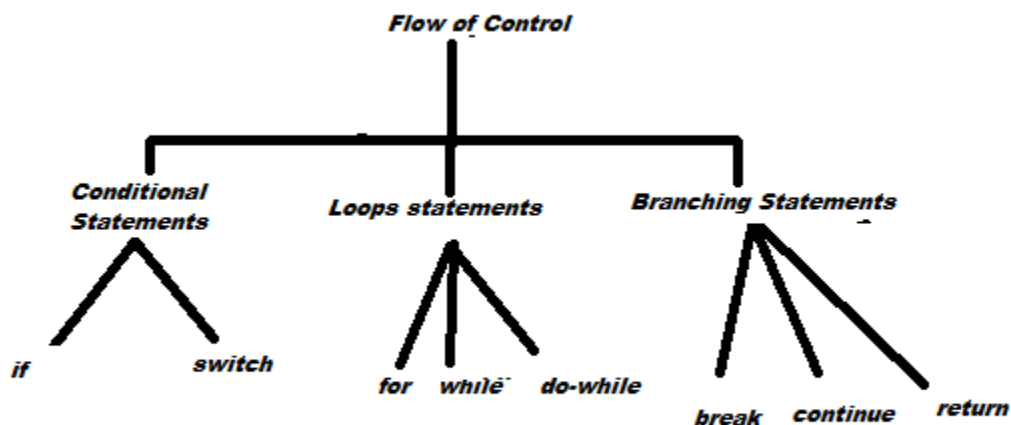 Flow of Control
Conditional
Statements
Loops statements
Branching Statements
if
switch
for
while
do-while
break
continue
return